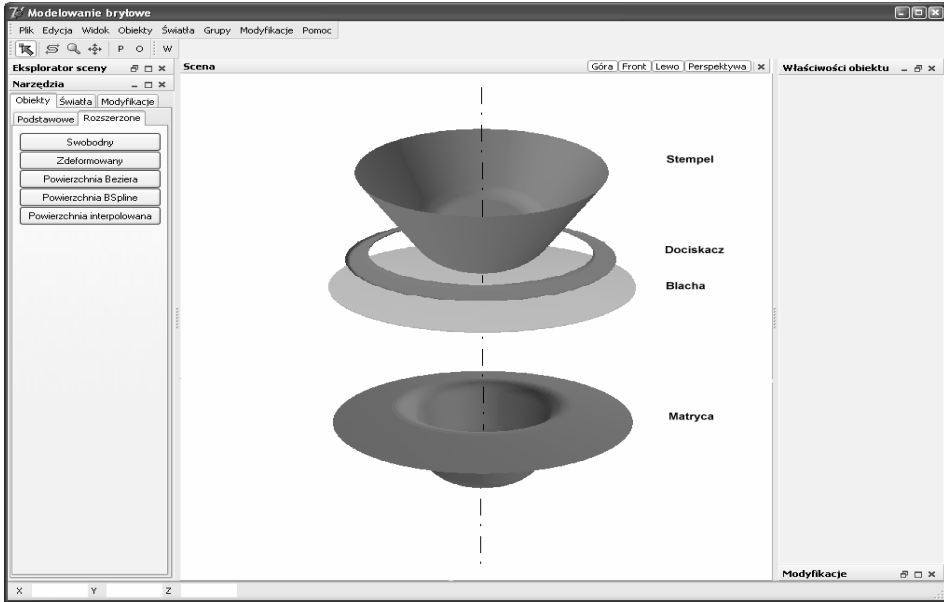 Modelowanie bryłowe
Plik Edycja Widok Obiekty Światła Grupy Modyfikacje Pomoc
P O W
Eksplorator sceny
Narzędzia
Obiekty Światła Modyfikacje
Podstawowe Rozszerzone
Swobodny
Zdeformowany
Powierzchnia Beziera
Powierzchnia BSpline
Powierzchnia interpolowana
Scena
Góra Front Lewo Perspektywa
Stempel
Dociskacz
Blacha
Matryca
Właściwości obiektu
Modyfikacje
X Y Z